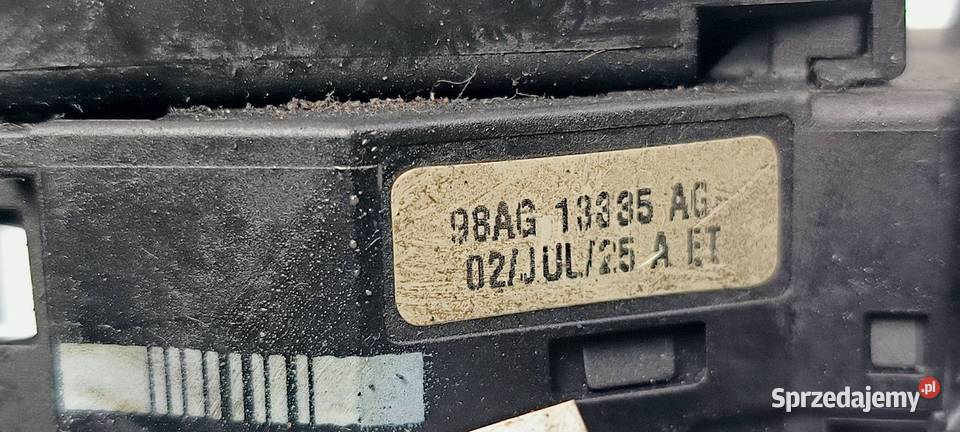 98AG 13335 AG
02/JUL/25 A ET
Sprzedajemy.pl